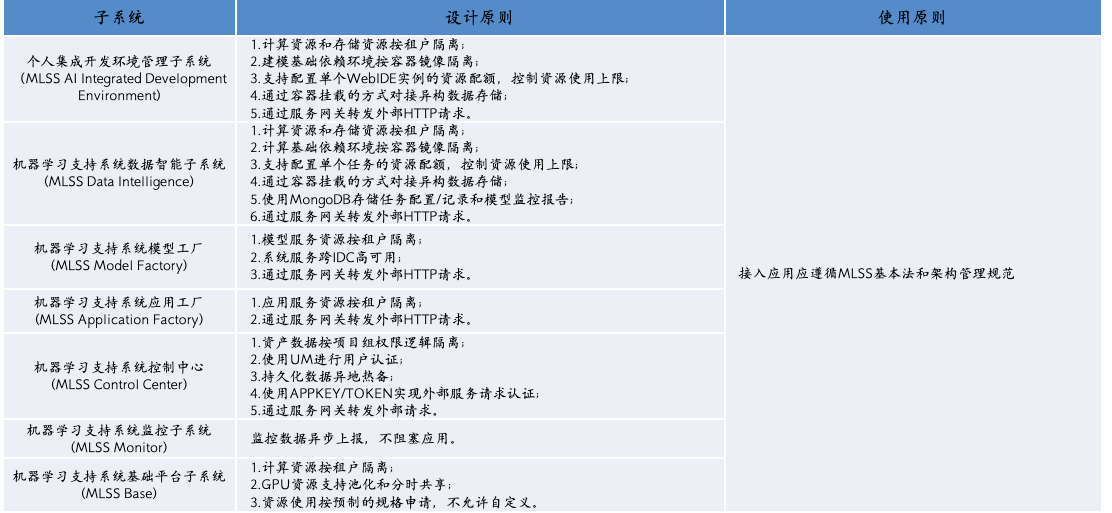 子系统
设计原则
使用原则
个人集成开发环境管理子系统
（MLSS AI Integrated Development
Environment)
1.计算资源和存储资源按租户隔离；
2.建模基础依赖环境按容器镜像隔离；
3.支持配置单个WebIDE实例的资源配额，控制资源使用上限；
4.通过容器挂载的方式对接异构数据存储；
5.通过服务网关转发外部HTTP请求。
机器学习支持系统数据智能子系统
(MLSS Data Intelligence)
1.计算资源和存储资源按租户隔离；
2.计算基础依赖环境按容器镜像隔离；
3.支持配置单个任务的资源配额，控制资源使用上限；
4.通过容器挂载的方式对接异构数据存储；
5.使用MongoDB存储任务配置/记录和模型监控报告；
6.通过服务网关转发外部HTTP请求。
机器学习支持系统模型工厂
(MLSS Model Factory)
1.模型服务资源按租户隔离；
2.系统服务跨IDC高可用；
3.通过服务网关转发外部HTTP请求。
机器学习支持系统应用工厂
(MLSS Application Factory)
1.应用服务资源按租户隔离；
2.通过服务网关转发外部HTTP请求。
机器学习支持系统控制中心
(MLSS Control Center)
1.资产数据按项目组权限逻辑隔离；
2.使用UM进行用户认证；
3.持久化数据异地热备；
4.使用APPKEY/TOKEN实现外部服务请求认证；
5.通过服务网关转发外部请求。
机器学习支持系统监控子系统
(MLSS Monitor)
监控数据异步上报，不阻塞应用。
机器学习支持系统基础平台子系统
(MLSS Base)
1.计算资源按租户隔离；
2.GPU资源支持池化和分时共享；
3.资源使用按预制的规格申请，不允许自定义。
接入应用应遵循MLSS基本法和架构管理规范